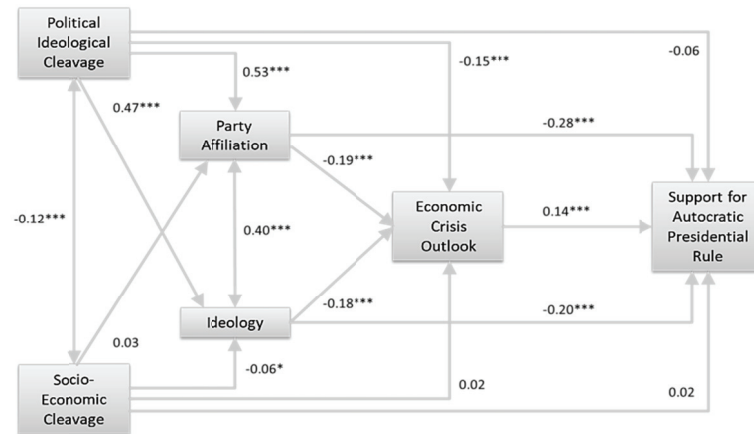 Political
Ideological
Cleavage
-0.06
-0.15***
0.53***
0.47***
Party
Affiliation
-0.28***
-0.19***
Economic
Crisis
Outlook
Support for
Autocratic
Presidential
Rule
-0.12***
0.40***
0.14***
Ideology
-0.18***
-0.20***
0.03
-0.06*
Socio-
Economic
Cleavage
0.02
0.02